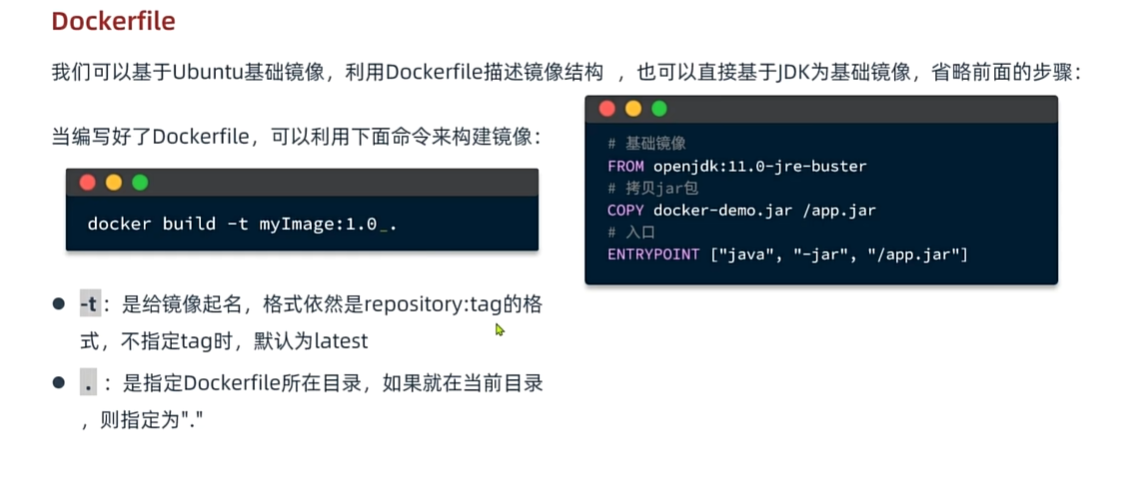 Dockerfile
我们可以基于Ubuntu基础镜像，利用Dockerfile描述镜像结构 ，也可以直接基于JDK为基础镜像，省略前面的步骤：
当编写好了Dockerfile，可以利用下面命令来构建镜像：
docker build -t myImage:1.0 .
-t ：是给镜像起名，格式依然是repository:tag的格
式，不指定tag时，默认为latest
. ：是指定Dockerfile所在目录，如果就在当前目录
，则指定为"."
# 基础镜像
FROM openjdk:11.0-jre-buster
# 拷贝jar包
COPY docker-demo.jar /app.jar
# 入口
ENTRYPOINT ["java", "-jar", "/app.jar"]